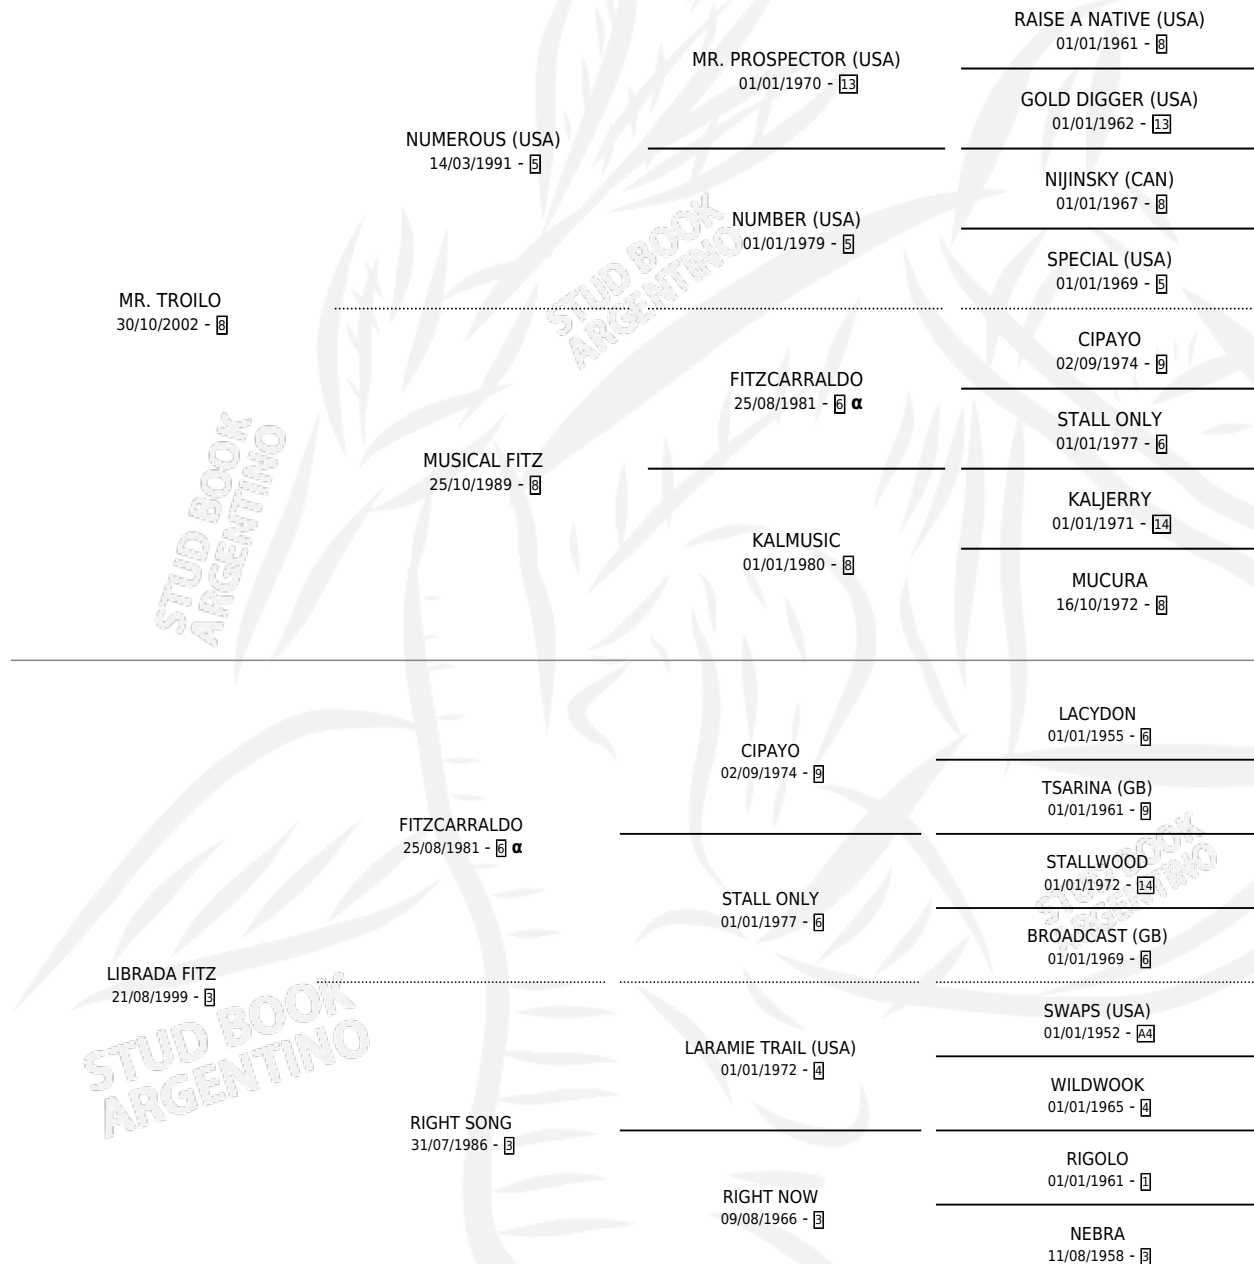 RAISE A NATIVE (USA)
01/01/1961 - 8
MR. PROSPECTOR (USA)
01/01/1970 - 13
GOLD DIGGER (USA)
01/01/1962 - 13
NUMEROUS (USA)
14/03/1991 - 5
NIJINSKY (CAN)
01/01/1967 - 8
NUMBER (USA)
01/01/1979 - 5
SPECIAL (USA)
01/01/1969 - 5
MR. TROILO
30/10/2002 - 8
CIPAYO
02/09/1974 - 9
FITZCARRALDO
25/08/1981 - 6 α
STALL ONLY
01/01/1977 - 6
MUSICAL FITZ
25/10/1989 - 8
KALJERRY
01/01/1971 - 14
KALMUSIC
01/01/1980 - 8
MUCURA
16/10/1972 - 8
LACYDON
01/01/1955 - 6
CIPAYO
02/09/1974 - 9
TSARINA (GB)
01/01/1961 - 9
FITZCARRALDO
25/08/1981 - 6 α
STALLWOOD
01/01/1972 - 14
STALL ONLY
01/01/1977 - 6
BROADCAST (GB)
01/01/1969 - 6
LIBRADA FITZ
21/08/1999 - 3
SWAPS (USA)
01/01/1952 - A4
LARAMIE TRAIL (USA)
01/01/1972 - 4
WILDWOOK
01/01/1965 - 4
RIGHT SONG
31/07/1986 - 3
RIGOLO
01/01/1961 - 1
RIGHT NOW
09/08/1966 - 3
NEBRA
11/08/1958 - 3
STUD BOOK
ARGENTINO
STUD BOOK
ARGENTINO
STUD BOOK
ARGENTINO
STUD BOOK
ARGENTINO